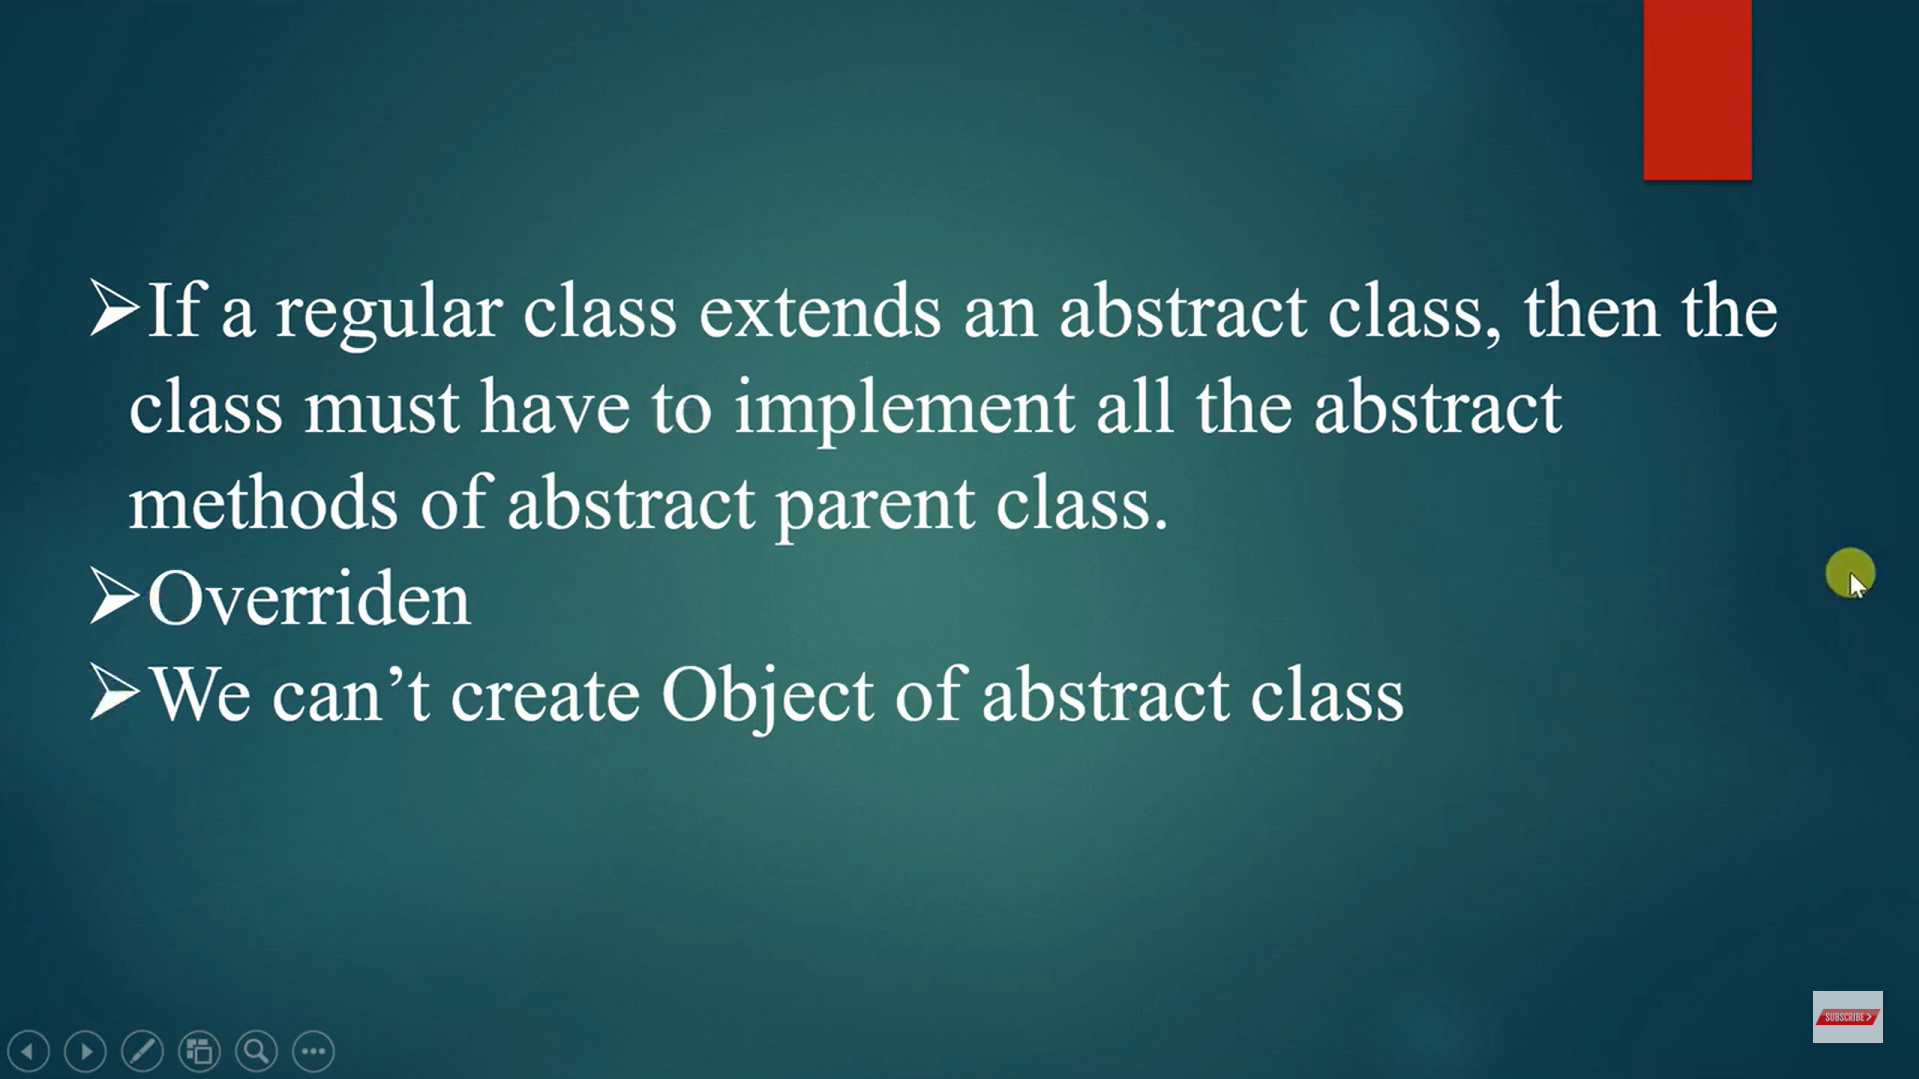 ➢If a regular class extends an abstract class, then the
class must have to implement all the abstract
methods of abstract parent class.
➢Overriden
➢We can’t create Object of abstract class
SUBSCRIBE >